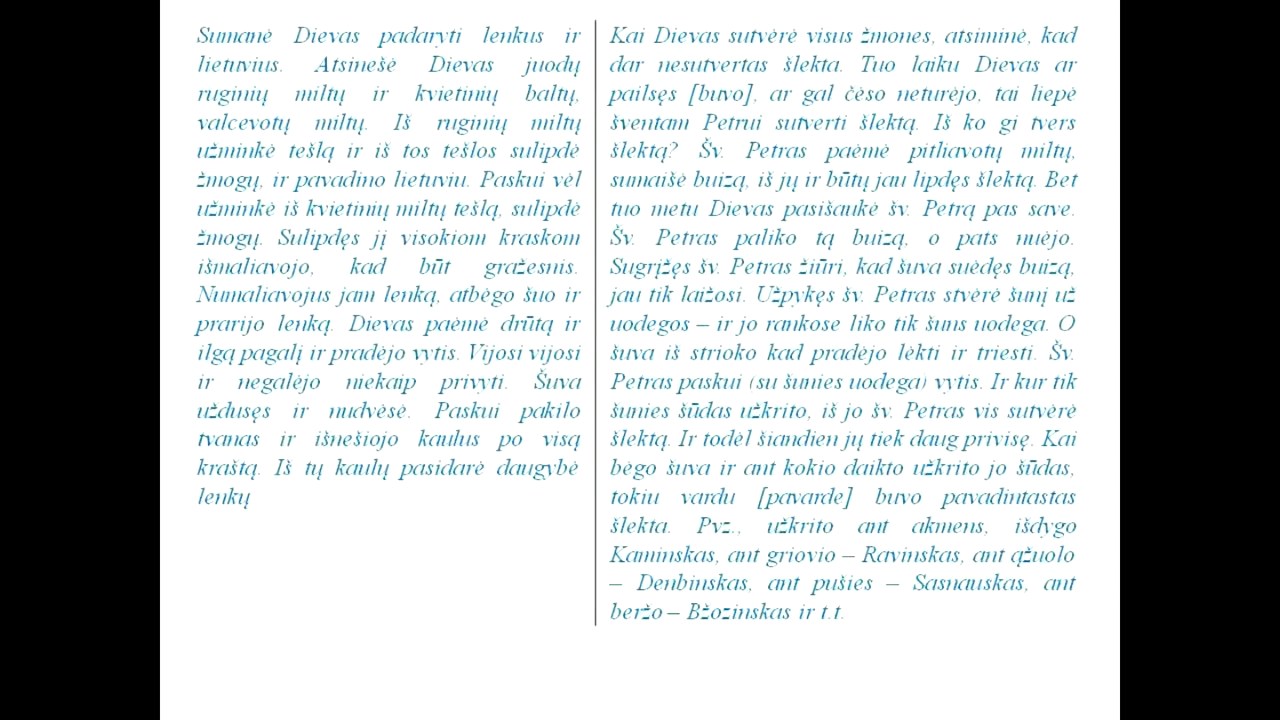 Sumanė Dievas padaryti lenkus ir
lietuvius. Atsinešė Dievas juodų
ruginių miltų ir kvietinių baltų,
valcevotų miltų. Iš ruginių miltų
užminkė tešlą ir iš tos tešlos sulipdė
žmogų, ir pavadino lietuviu. Paskui vėl
užminkė iš kvietinių miltų tešlą, sulipdė
žmogų. Sulipdęs jį visokiom kraskom
išmaliavojo, kad būt gražesnis.
Numaliavojus jam lenką, atbėgo šuo ir
prarijo lenką. Dievas paėmė drūtą ir
ilgą pagalį ir pradėjo vytis. Vijosi vijosi
ir negalėjo niekaip privyti. Šuva
uždusęs ir nudvėsė. Paskui pakilo
tvanas ir išnešiojo kaulus po visą
kraštą. Iš tų kaulų pasidarė daugybė
lenkų
Kai Dievas sutvėrė visus žmones, atsiminė, kad
dar nesutvertas šlekta. Tuo laiku Dievas ar
pailsęs [buvo], ar gal čėso neturėjo, tai liepė
šventam Petrui sutverti šlektą. Iš ko gi tvers
šlektą? Šv. Petras paėmė pitliavotų miltų,
sumaišė buizą, iš jų ir būtų jau lipdęs šlektą. Bet
tuo metu Dievas pasišaukė šv. Petrą pas save.
Šv. Petras paliko tą buizą, o pats nuėjo.
Sugrįžęs šv. Petras žiūri, kad šuva suėdęs buizą,
jau tik laižosi. Užpykęs šv. Petras stvėrė šunį už
uodegos – ir jo rankose liko tik šuns uodega. O
šuva iš strioko kad pradėjo lėkti ir triesti. Šv.
Petras paskui (su šunies uodega) vytis. Ir kur tik
šunies šūdas užkrito, iš jo šv. Petras vis sutvėrė
šlektą. Ir todėl šiandien jų tiek daug privisę. Kai
bėgo šuva ir ant kokio daikto užkrito jo šūdas,
tokiu vardu [pavarde] buvo pavadintastas
šlekta. Pvz., užkrito ant akmens, išdygo
Kaminskas, ant griovio – Ravinskas, ant ąžuolo
– Denbinskas, ant pušies – Sasnauskas, ant
beržo – Bžozinskas ir t.t.